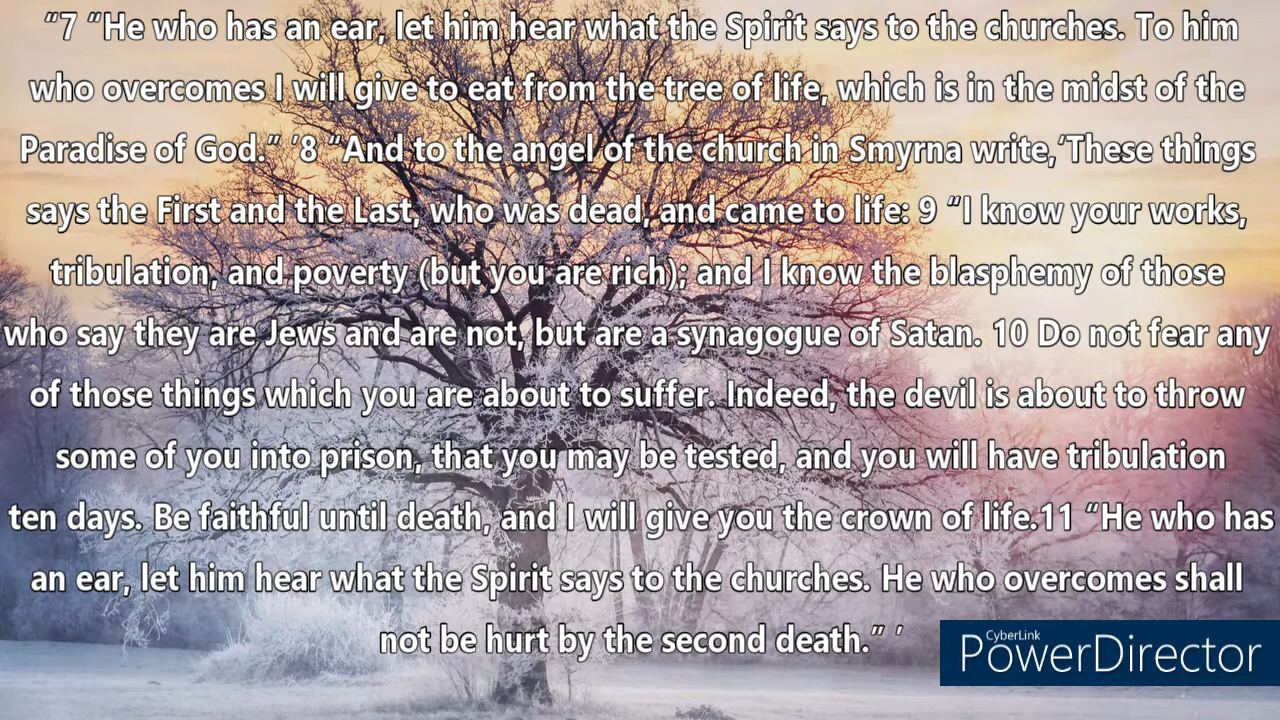 “7 “He who has an ear, let him hear what the Spirit says to the churches. To him
who overcomes I will give to eat from the tree of life, which is in the midst of the
Paradise of God.” ’8 “And to the angel of the church in Smyrna write,‘These things
says the First and the Last, who was dead, and came to life: 9 “I know your works,
tribulation, and poverty (but you are rich); and I know the blasphemy of those
who say they are Jews and are not, but are a synagogue of Satan. 10 Do not fear any
of those things which you are about to suffer. Indeed, the devil is about to throw
some of you into prison, that you may be tested, and you will have tribulation
ten days. Be faithful until death, and I will give you the crown of life.11 “He who has
an ear, let him hear what the Spirit says to the churches. He who overcomes shall
not be hurt by the second death.” ’
CyberLink
PowerDirector